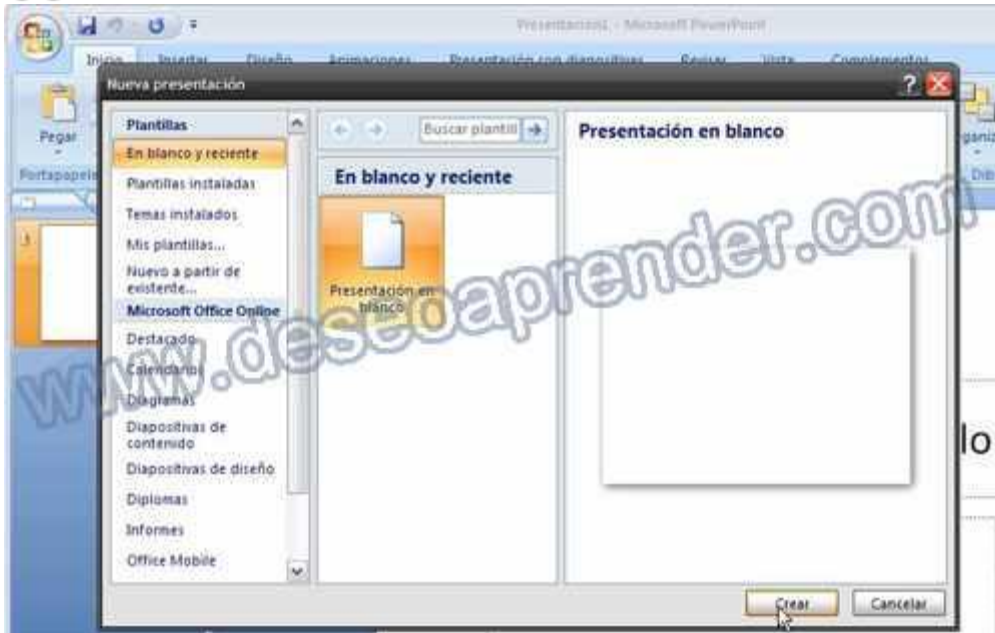 Presentación1 - Microsoft PowerPoint
Inicio Insertar Diseño Animaciones Presentación con diapositivas Revisar Vista Complementos
Pegar
Nueva presentación
?
Plantillas
En blanco y reciente
Plantillas instaladas
Temas instalados
Mis plantillas...
Nuevo a partir de
existente...
Microsoft Office Online
Destacado
Calendarios
Diagramas
Diapositivas de
contenido
Diapositivas de diseño
Diplomas
Informes
Office Mobile
Buscar plantill
En blanco y reciente
Presentación en
blanco
Presentación en blanco
lo
Crear Cancelar
www.deseoaprender.com